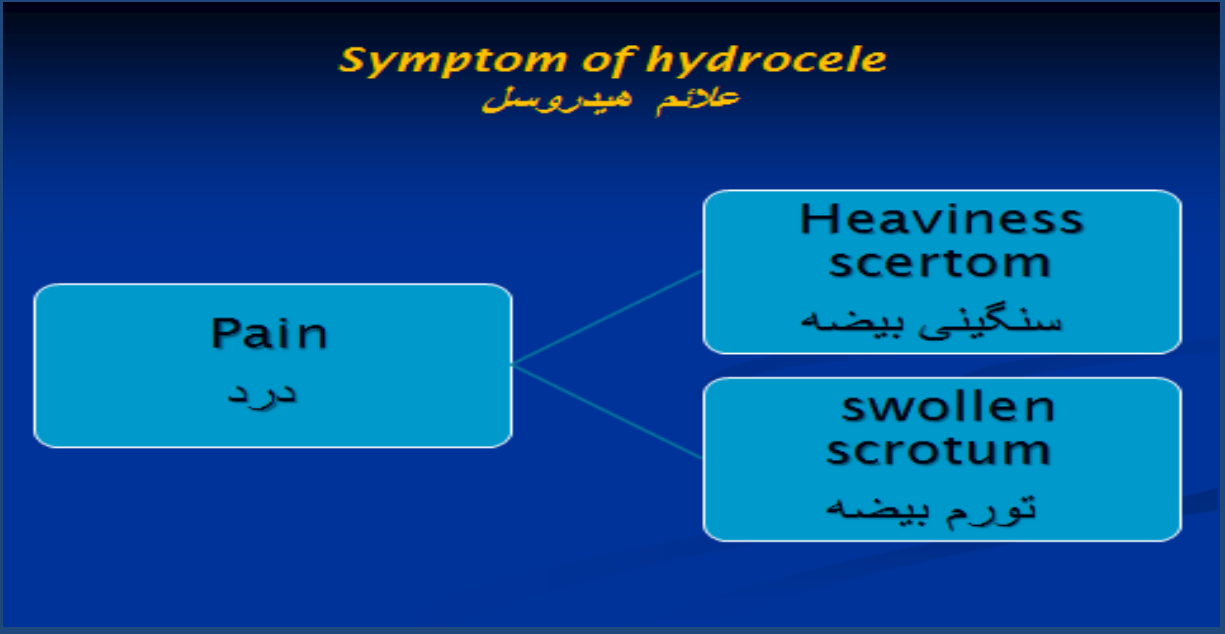 Symptom of hydrocele
علائم هیدروسل
Pain
درد
Heaviness
scertom
سنگینی بیضه
swollen
scrotum
تورم بیضه